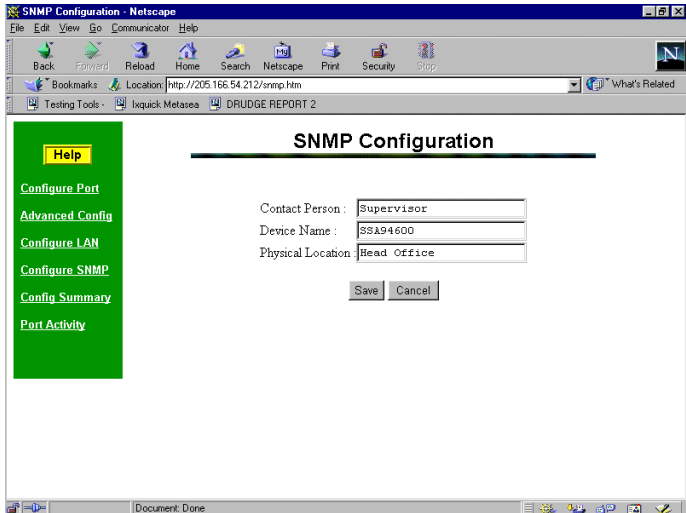 SNMP Configuration - Netscape
File Edit View Go Communicator Help
Back Forward Reload Home Search Netscape Print Security Stop
My
N
Bookmarks Location: http://205.166.54.212/snmp.htm What's Related
Testing Tools - Ixquick Metasea DRUDGE REPORT 2
Help
Configure Port
Advanced Config
Configure LAN
Configure SNMP
Config Summary
Port Activity
SNMP Configuration
Contact Person : Supervisor
Device Name : SSA94600
Physical Location : Head Office
Save Cancel
Document: Done